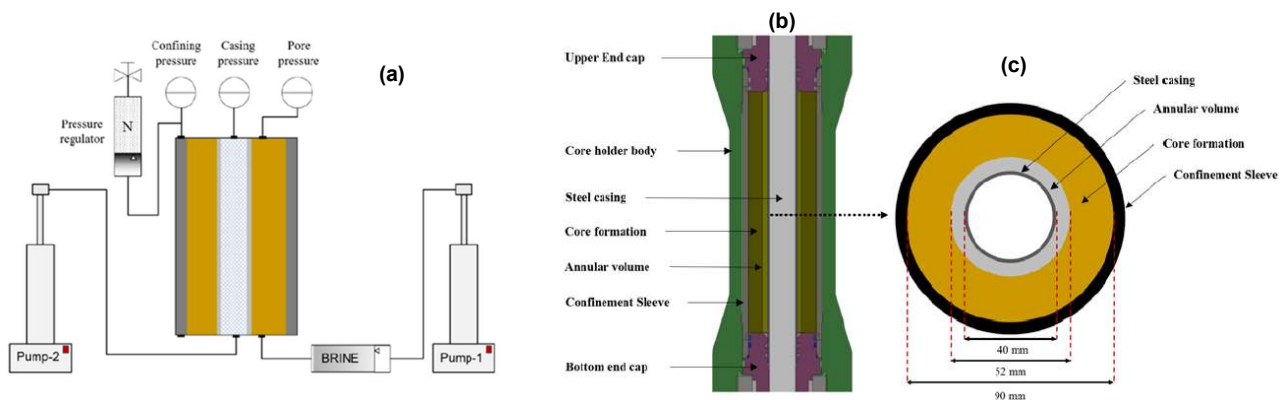 (a)
Confining
pressure
Casing
pressure
Pore
pressure
N
Pressure
regulator
Pump-2
BRINE
Pump-1
(b)
Upper End cap
Core holder body
Steel casing
Core formation
Annular volume
Confinement Sleeve
Bottom end cap
(c)
Steel casing
Annular volume
Core formation
Confinement Sleeve
40 mm
52 mm
90 mm